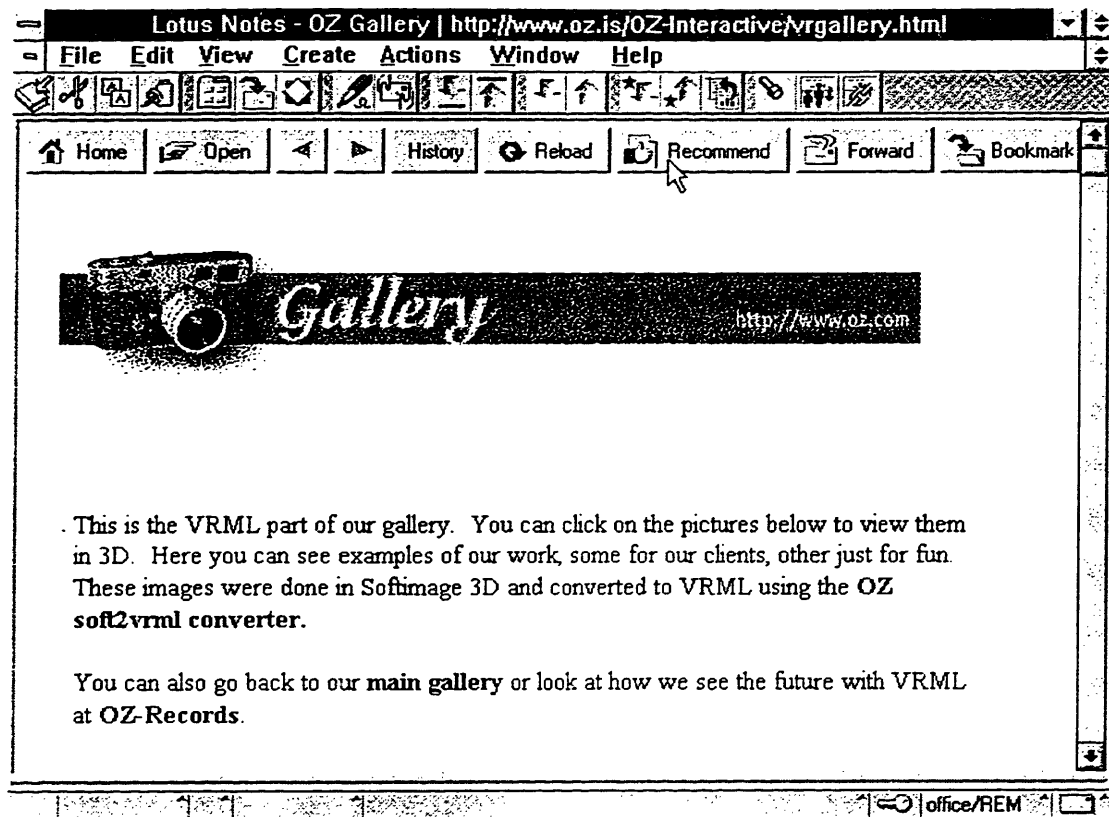 Lotus Notes - OZ Gallery | http://www.oz.is/OZ-Interactive/vrgallery.html
File Edit View Create Actions Window Help
Home Open History Reload Recommend Forward Bookmark
Gallery http://www.oz.com
This is the VRML part of our gallery. You can click on the pictures below to view them
in 3D. Here you can see examples of our work, some for our clients, other just for fun.
These images were done in Softimage 3D and converted to VRML using the OZ
soft2vrml converter.
You can also go back to our main gallery or look at how we see the future with VRML
at OZ-Records.
office/REM